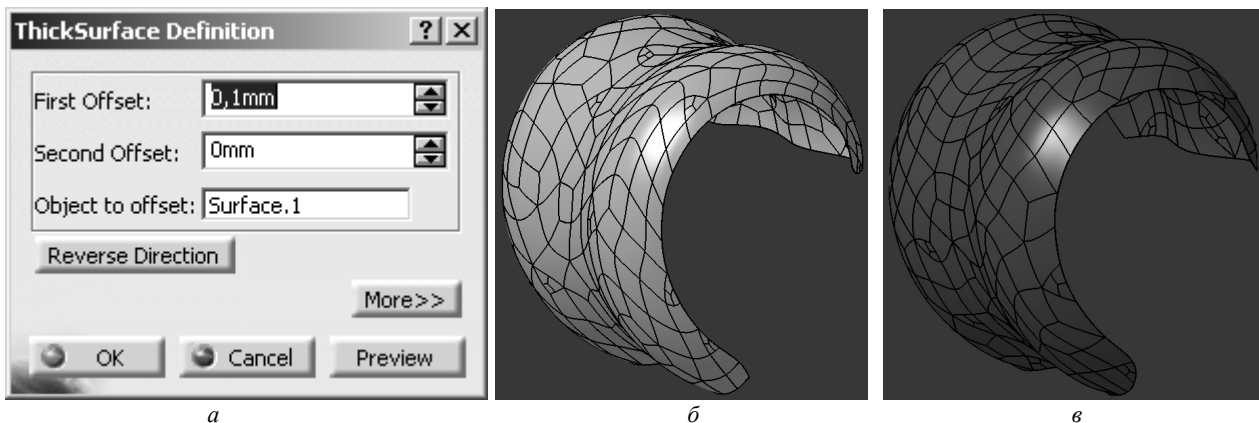 ThickSurface Definition ? X
First Offset: 0,1mm
Second Offset: 0mm
Object to offset: Surface.1
Reverse Direction
More>>
OK Cancel Preview
а б в